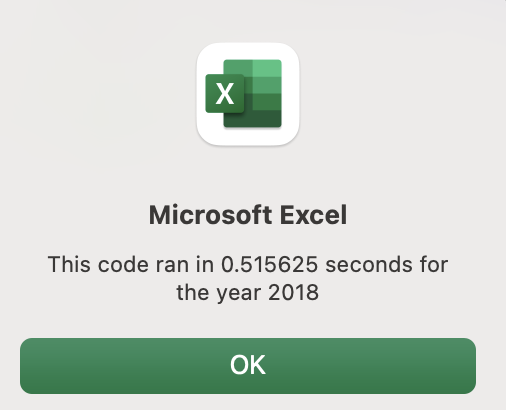 X
Microsoft Excel
This code ran in 0.515625 seconds for
the year 2018
OK